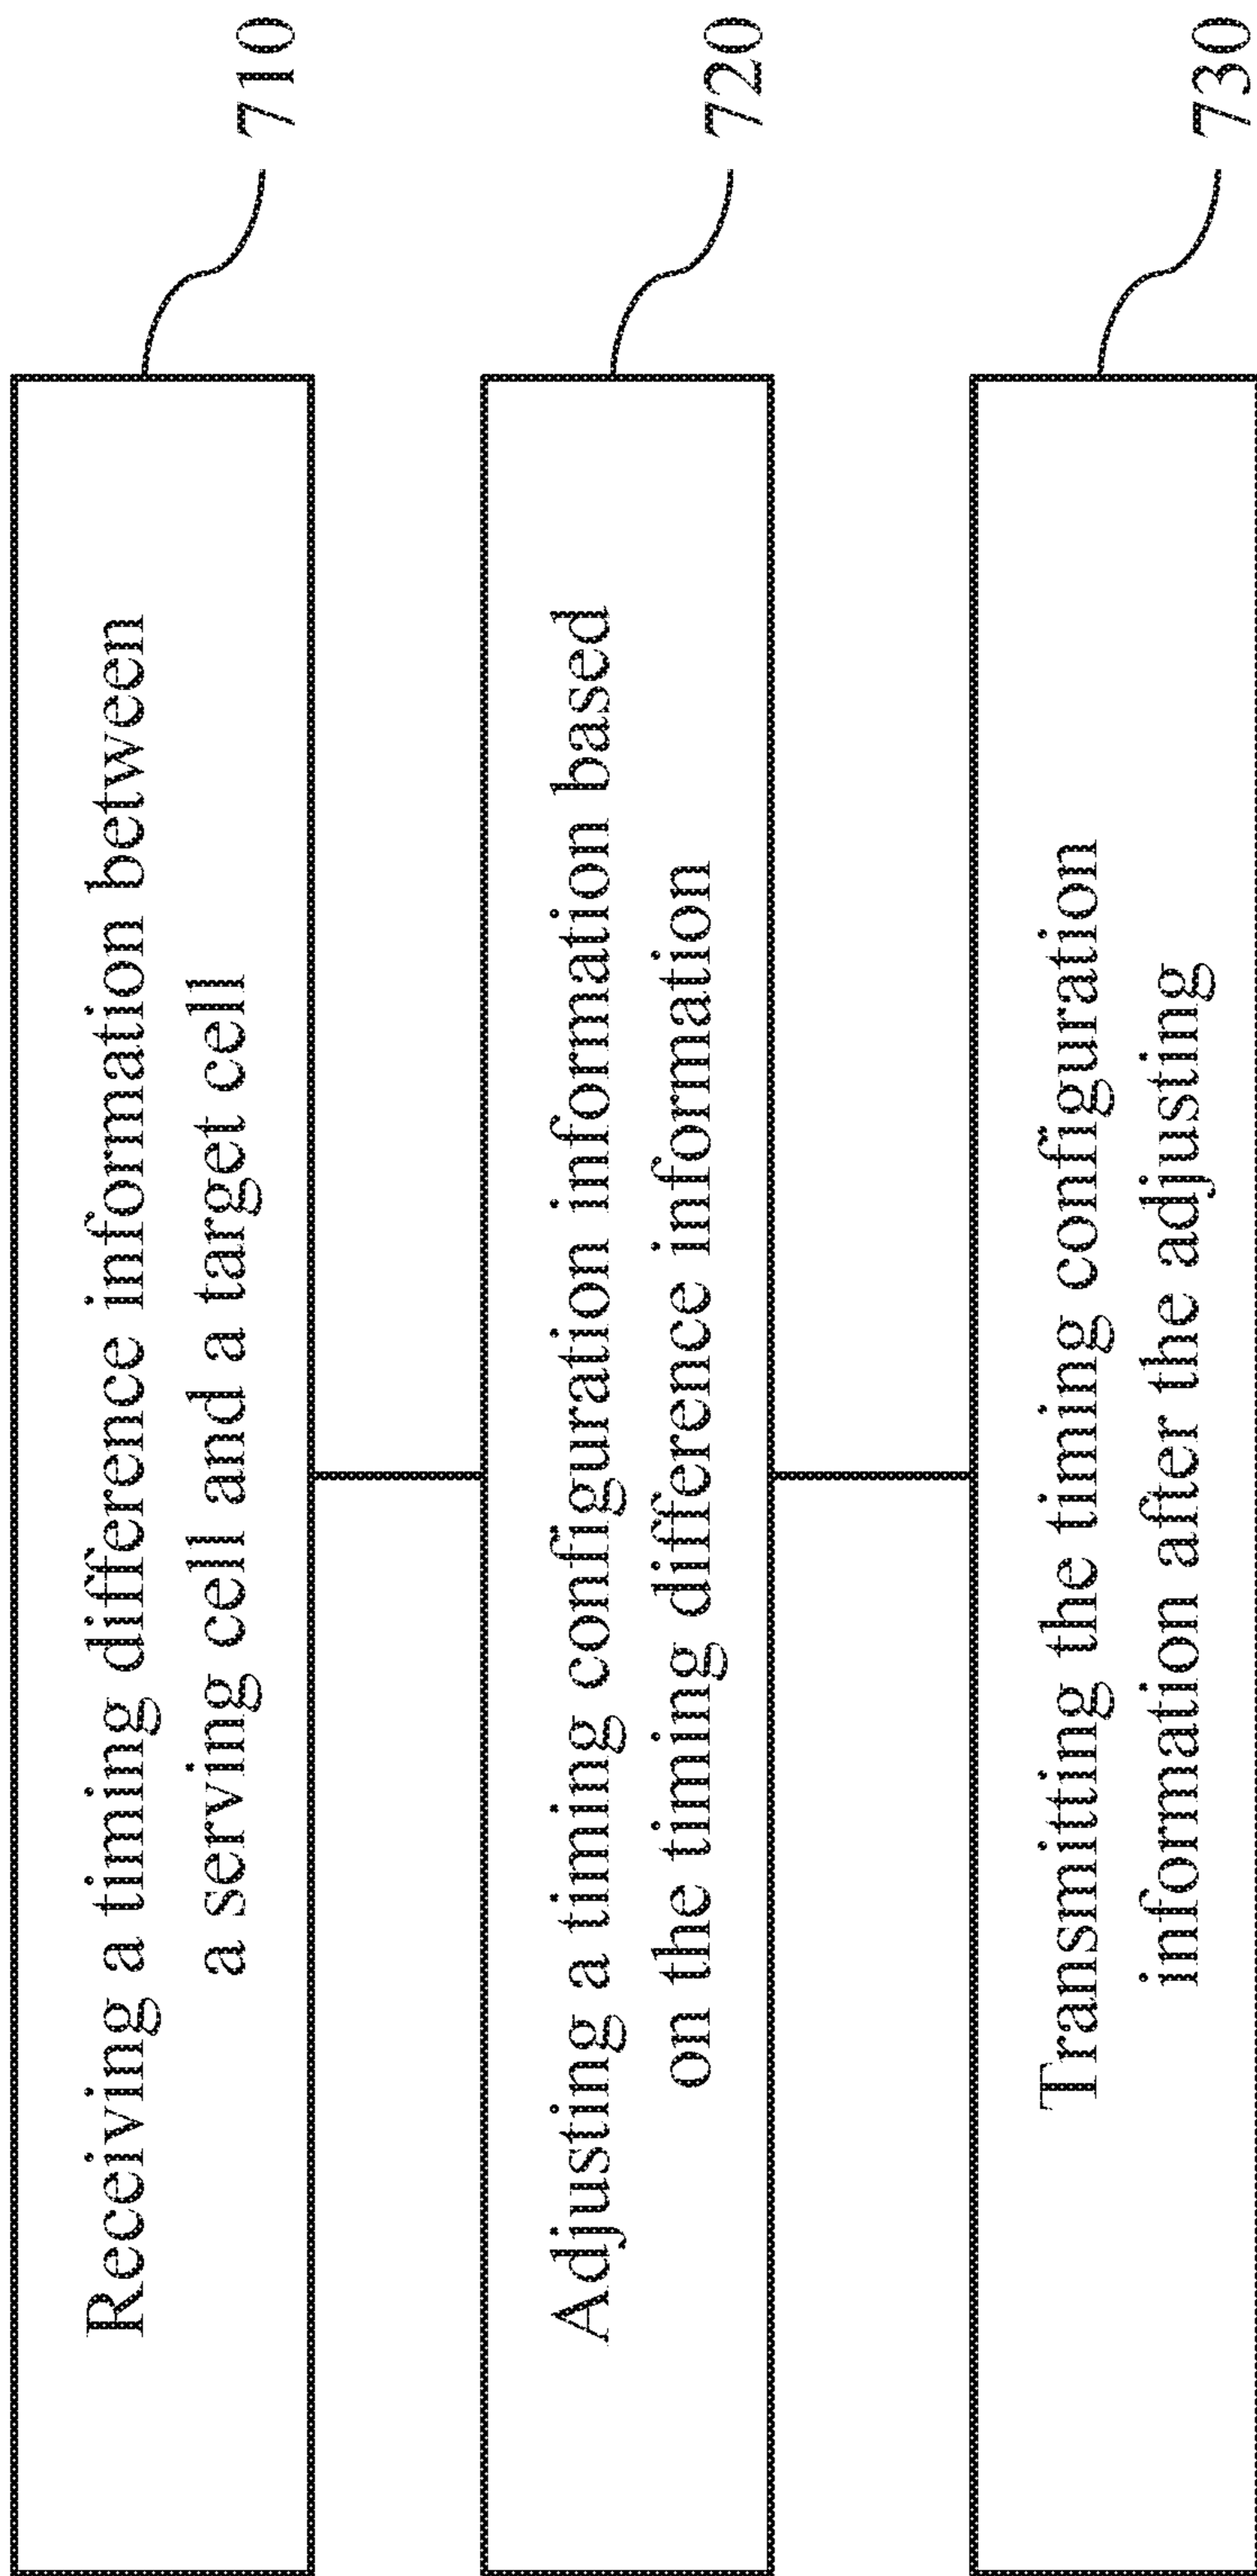 Receiving a timing difference information between
a serving cell and a target cell
710
Adjusting a timing configuration information based
on the timing difference information
720
Transmitting the timing configuration
information after the adjusting
730